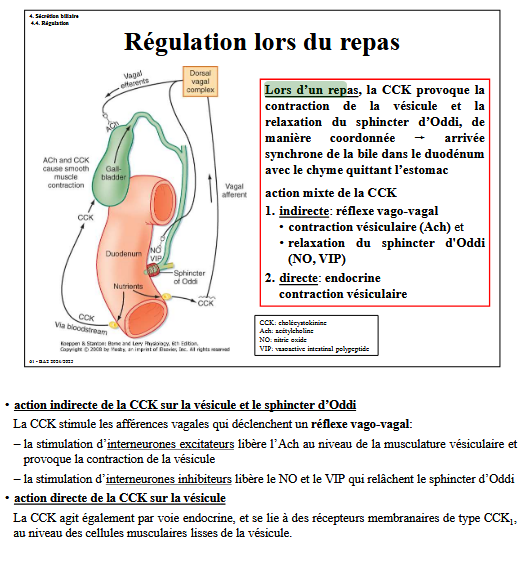 4. Sécrétion biliaire
4.4. Régulation
Régulation lors du repas
Vagal
efferents
Dorsal
vagal
complex
ACh
ACh and CCK
cause smooth
muscle
contraction
Gall-
bladder
Vagal
afferent
CCK
NO
VIP
Duodenum
Sphincter
of Oddi
Nutrients
CCK
CCK
Via bloodstream
Koeppen & Stanton: Berne and Levy Physiology, 6th Edition.
Copyright © 2008 by Mosby, an imprint of Elsevier, Inc. All rights reserved
Lors d'un repas, la CCK provoque la
contraction de la vésicule et la
relaxation du sphincter d'Oddi, de
manière coordonnée → arrivée
synchrone de la bile dans le duodénum
avec le chyme quittant l'estomac
action mixte de la CCK
1. indirecte: réflexe vago-vagal
• contraction vésiculaire (Ach) et
• relaxation du sphincter d'Oddi
(NO, VIP)
2. directe: endocrine
contraction vésiculaire
CCK: cholécystokinine
Ach: acétylcholine
NO: nitric oxide
VIP: vasoactive intestinal polypeptide
• action indirecte de la CCK sur la vésicule et le sphincter d'Oddi
La CCK stimule les afférences vagales qui déclenchent un réflexe vago-vagal:
– la stimulation d'interneurones excitateurs libère l'Ach au niveau de la musculature vésiculaire et
provoque la contraction de la vésicule
– la stimulation d'interneurones inhibiteurs libère le NO et le VIP qui relâchent le sphincter d'Oddi
• action directe de la CCK sur la vésicule
La CCK agit également par voie endocrine, et se lie à des récepteurs membranaires de type CCK₁,
au niveau des cellules musculaires lisses de la vésicule.